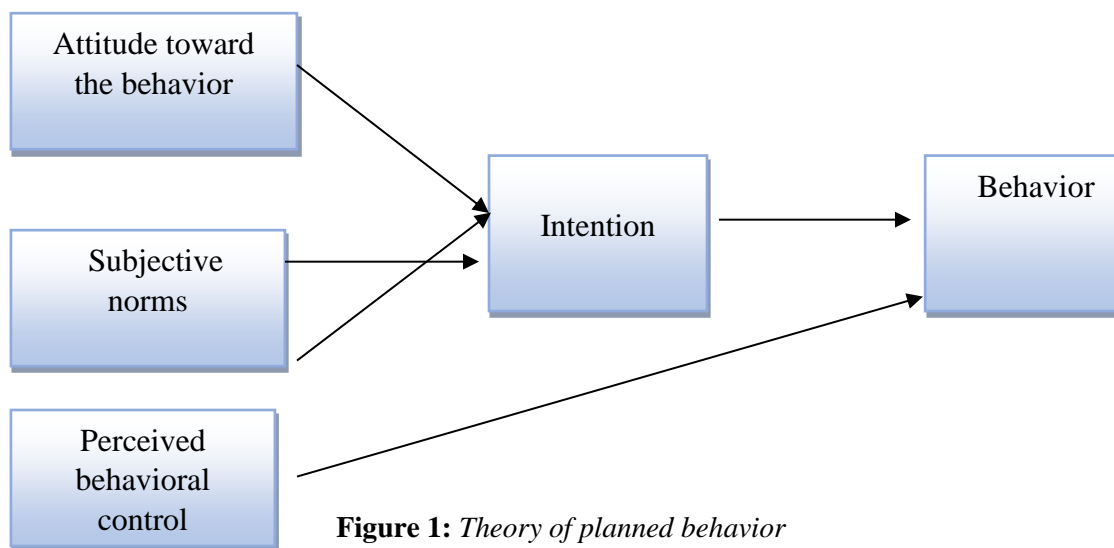 Attitude toward
the behavior
Intention
Behavior
Subjective
norms
Perceived
behavioral
control
Figure 1: Theory of planned behavior